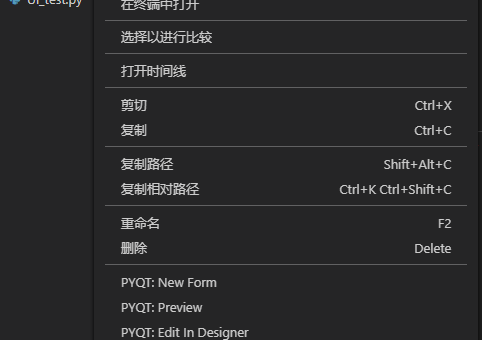 UI_test.py
在终端中打开
选择以进行比较
打开时间线
剪切 Ctrl+X
复制 Ctrl+C
复制路径 Shift+Alt+C
复制相对路径 Ctrl+K Ctrl+Shift+C
重命名 F2
删除 Delete
PYQT: New Form
PYQT: Preview
PYQT: Edit In Designer